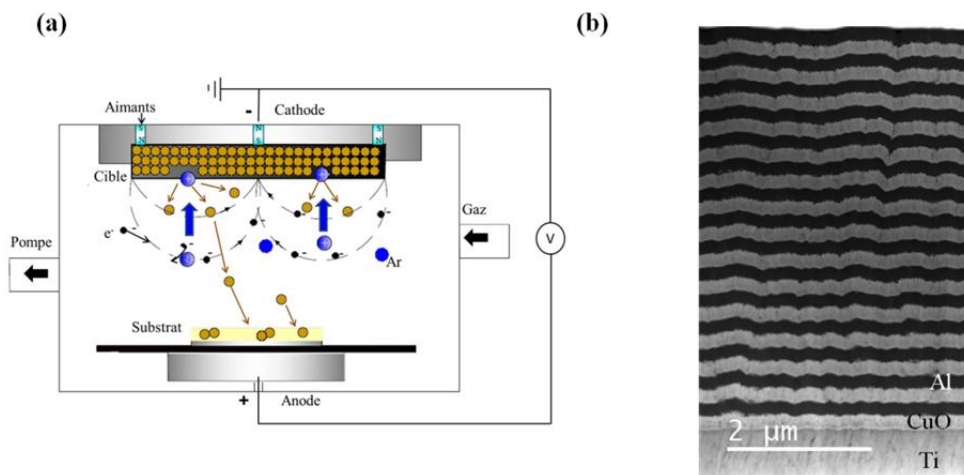 (a)
(b)
Aimants
-
Cathode
S N S
N S N
Cible
e-
Pompe
Gaz
V
Ar
Substrat
+
Anode
Al
CuO
2 μm
Ti